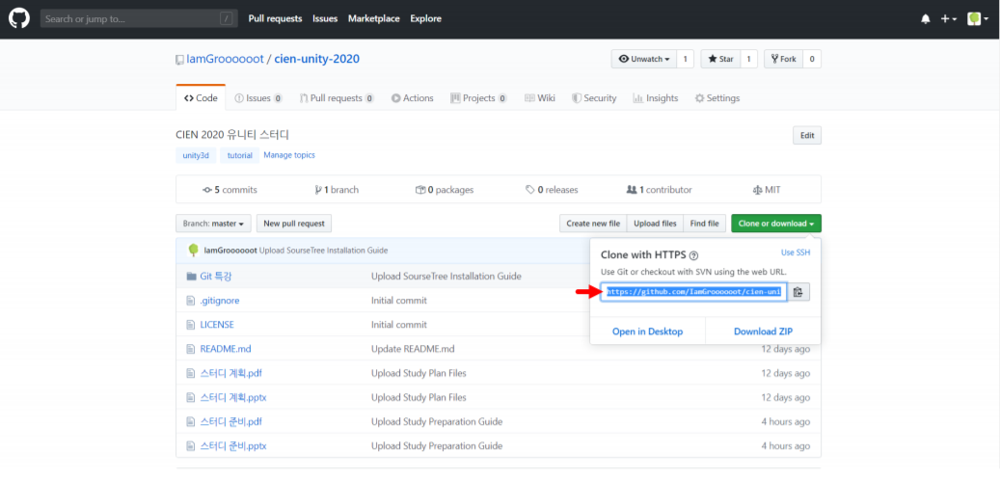 Search or jump to... /
Pull requests Issues Marketplace Explore
IamGroooooot / cien-unity-2020
Unwatch 1 Star 1 Fork 0
Code Issues 0 Pull requests 0 Actions Projects 0 Wiki Security Insights Settings
CIEN 2020 유니티 스터디
Edit
unity3d tutorial Manage topics
5 commits 1 branch 0 packages 0 releases 1 contributor MIT
Branch: master New pull request Create new file Upload files Find file Clone or download
IamGroooooot Upload SourseTree Installation Guide
Clone with HTTPS Use SSH
Use Git or checkout with SVN using the web URL.
https://github.com/IamGroooooot/cien-uni
Open in Desktop Download ZIP
Git 특강 Upload SourseTree Installation Guide
.gitignore Initial commit
LICENSE Initial commit
README.md Update README.md 12 days ago
스터디 계획.pdf Upload Study Plan Files 12 days ago
스터디 계획.pptx Upload Study Plan Files 12 days ago
스터디 준비.pdf Upload Study Preparation Guide 4 hours ago
스터디 준비.pptx Upload Study Preparation Guide 4 hours ago